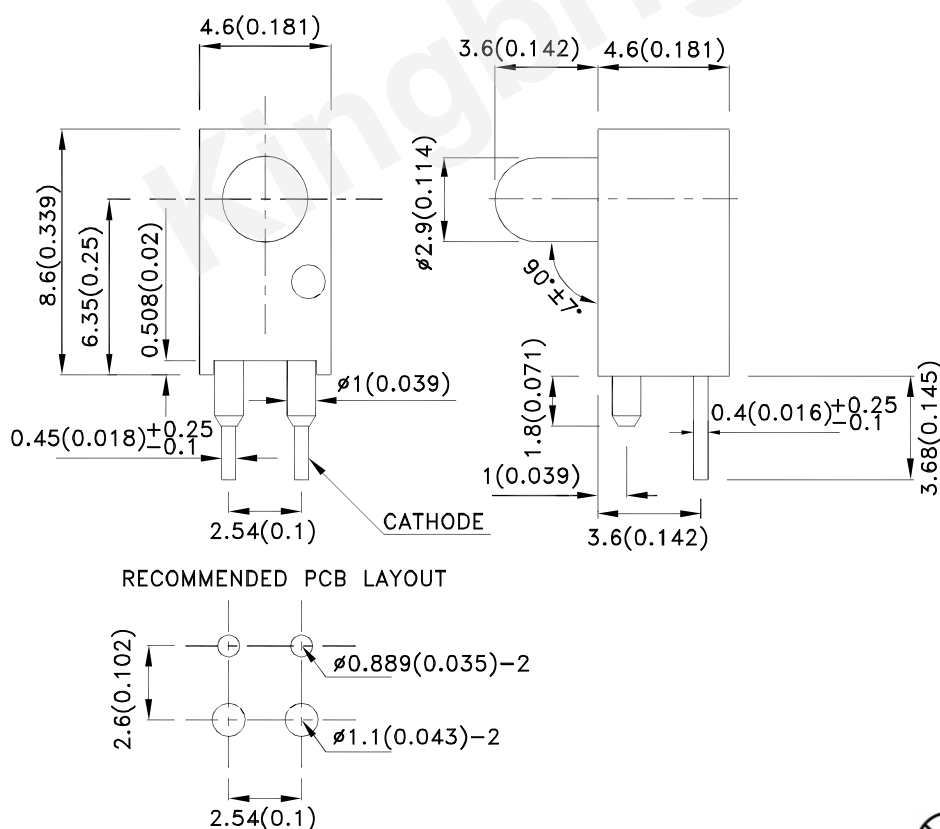 4.6(0.181)
3.6(0.142)
4.6(0.181)
8.6(0.339)
6.35(0.25)
0.508(0.02)
ø2.9(0.114)
90°±7°
ø1(0.039)
0.45(0.018)+0.25 -0.1
2.54(0.1)
CATHODE
1.8(0.071)
0.4(0.016)+0.25 -0.1
3.68(0.145)
1(0.039)
3.6(0.142)
RECOMMENDED PCB LAYOUT
2.6(0.102)
ø0.889(0.035)-2
ø1.1(0.043)-2
2.54(0.1)